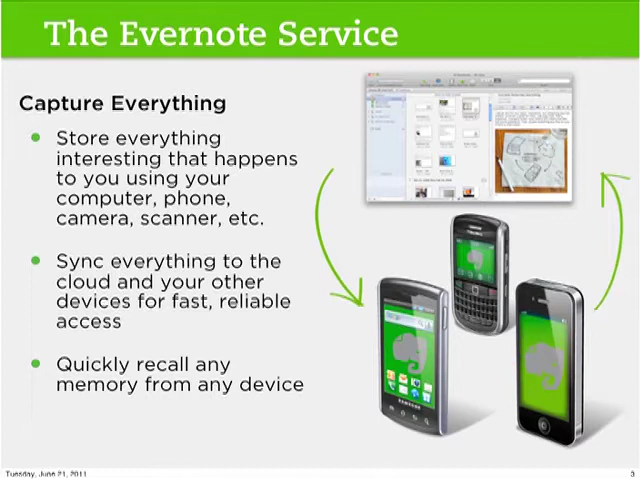 The Evernote Service
Capture Everything
Store everything
interesting that happens
to you using your
computer, phone,
camera, scanner, etc.
Sync everything to the
cloud and your other
devices for fast, reliable
access
Quickly recall any
memory from any device
SAMSUNG
Tuesday, June 21, 2011
3